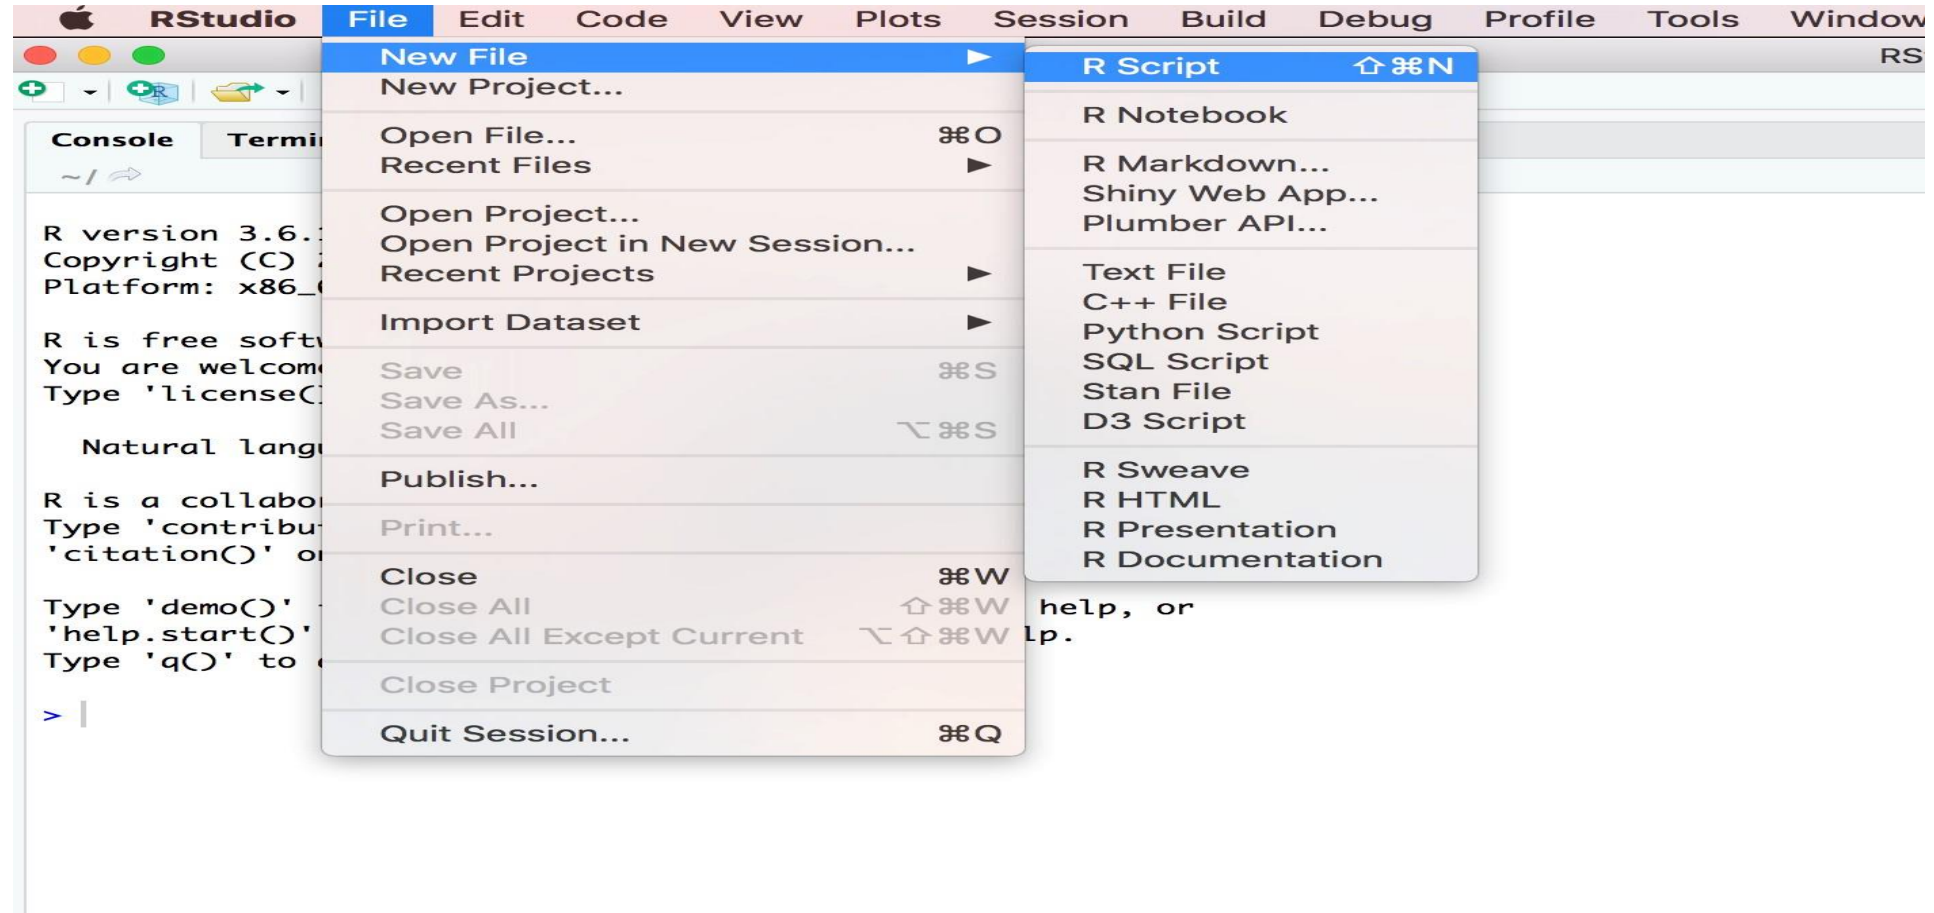 RStudio File Edit Code View Plots Session Build Debug Profile Tools Window
New File
New Project...
Open File... ⌘O
Recent Files
Open Project...
Open Project in New Session...
Recent Projects
Import Dataset
Save ⌘S
Save As...
Save All ⌥⌘S
Publish...
Print...
Close ⌘W
Close All ⇧⌘W
Close All Except Current ⌥⇧⌘W
Close Project
Quit Session... ⌘Q
R Script ⇧⌘N
R Notebook
R Markdown...
Shiny Web App...
Plumber API...
Text File
C++ File
Python Script
SQL Script
Stan File
D3 Script
R Sweave
R HTML
R Presentation
R Documentation
RS
R
Console
~/
R version 3.6.
Copyright (C)
Platform: x86_
R is free
You are
Type 'license(
Natural
R is a
Type
'citation()'
Type 'demo()' help, or
'help.start()'
Type 'q()' to
>